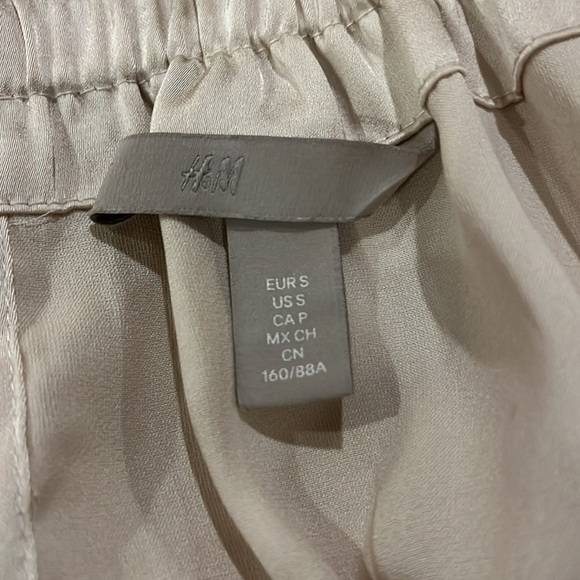 H&M
EUR S
US S
CA P
MX CH
CN
160/88A